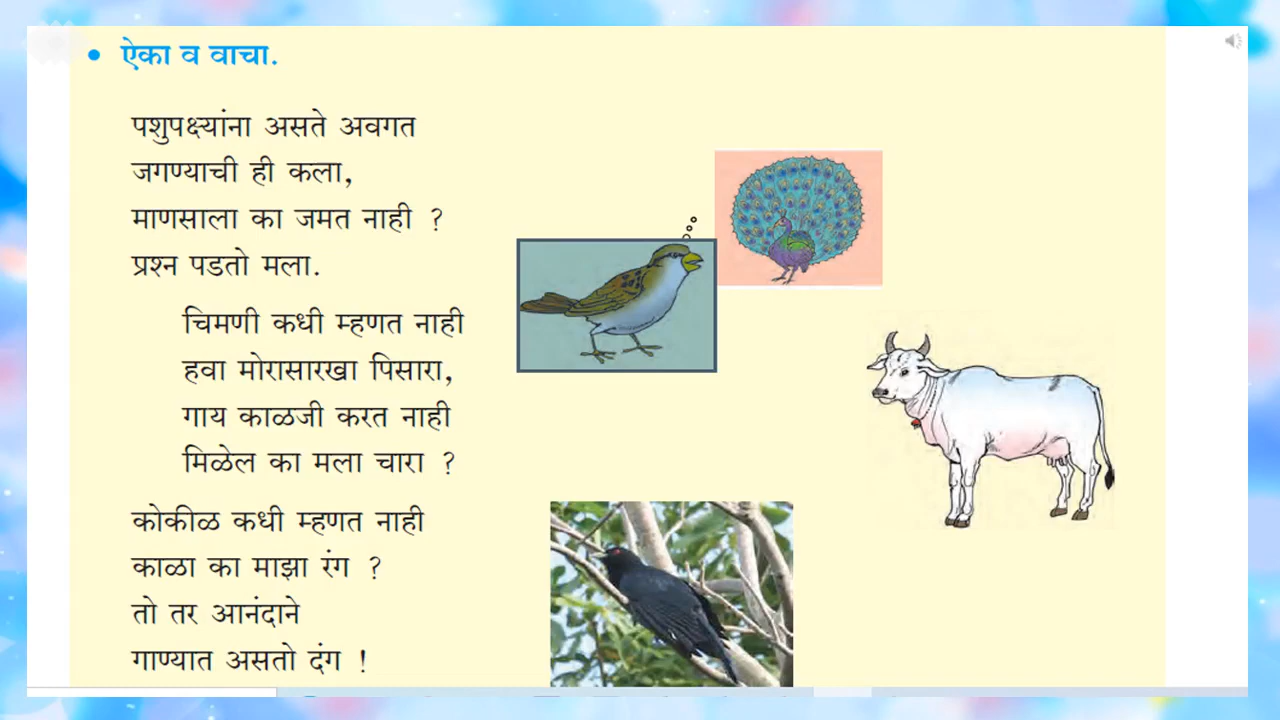 • ऐका व वाचा.
पशुपक्ष्यांना असते अवगत
जगण्याची ही कला,
माणसाला का जमत नाही ?
प्रश्न पडतो मला.
चिमणी कधी म्हणत नाही
हवा मोरासारखा पिसारा,
गाय काळजी करत नाही
मिळेल का मला चारा ?
कोकीळ कधी म्हणत नाही
काळा का माझा रंग ?
तो तर आनंदाने
गाण्यात असतो दंग !